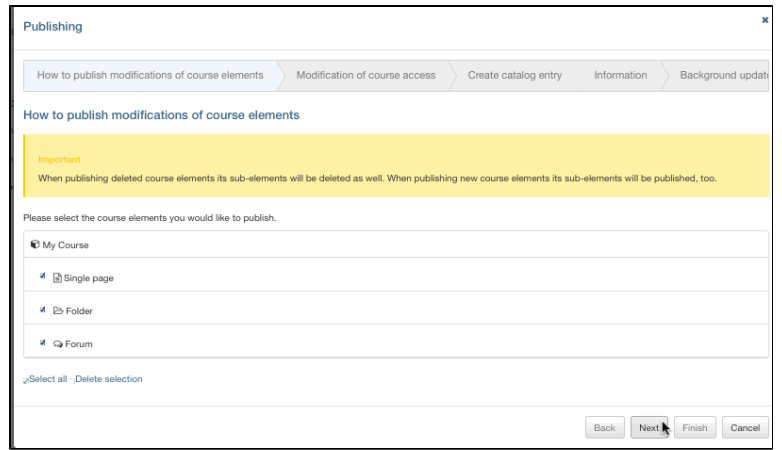 Publishing
How to publish modifications of course elements
Modification of course access
Create catalog entry
Information
Background updat
How to publish modifications of course elements
Important
When publishing deleted course elements its sub-elements will be deleted as well. When publishing new course elements its sub-elements will be published, too.
Please select the course elements you would like to publish.
My Course
Single page
Folder
Forum
Select all Delete selection
Back Next Finish Cancel